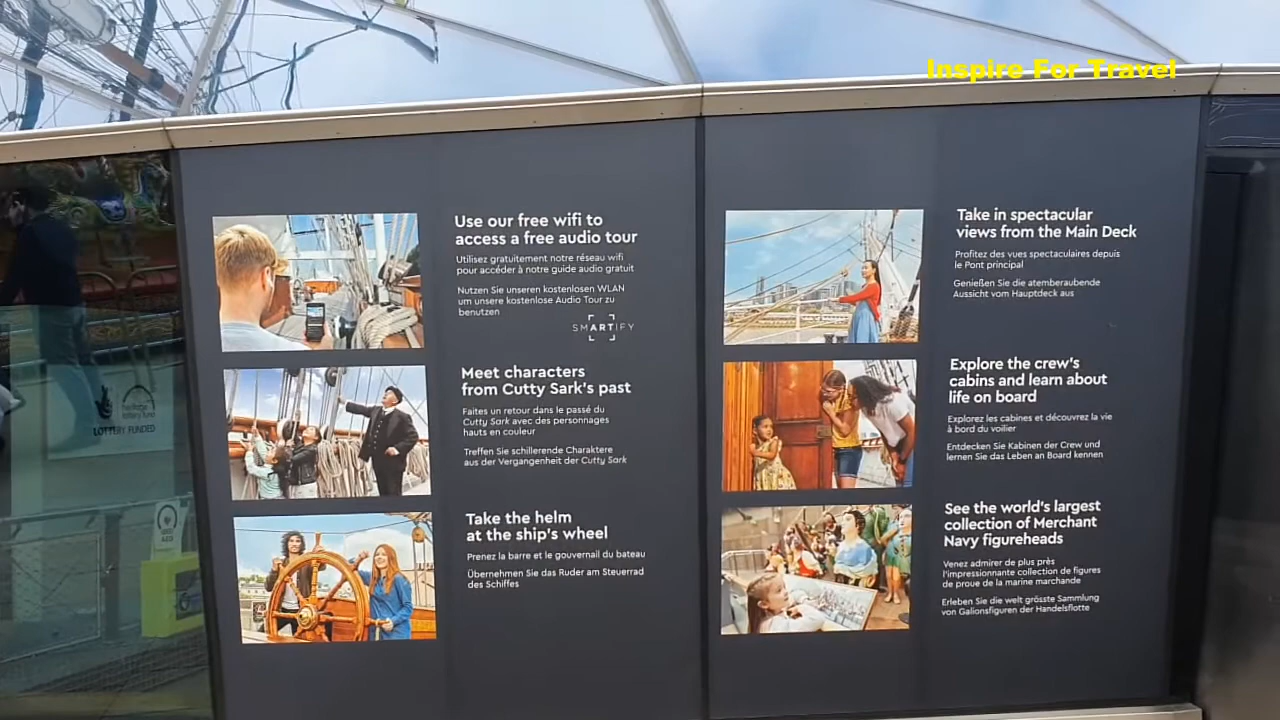 Inspire For Travel
Use our free wifi to
access a free audio tour
Utilisez gratuitement notre réseau wifi
pour accéder à notre guide audio gratuit
Nutzen Sie unseren kostenlosen WLAN
um unsere kostenlose Audio Tour zu
benutzen
SMARTIFY
Meet characters
from Cutty Sark's past
Faites un retour dans le passé du
Cutty Sark avec des personnages
hauts en couleur
Treffen Sie schillerende Charaktere
aus der Vergangenheit der Cutty Sark
Take the helm
at the ship's wheel
Prenez la barre et le gouvernail du bateau
Übernehmen Sie das Ruder am Steuerrad
des Schiffes
Take in spectacular
views from the Main Deck
Profitez des vues spectaculaires depuis
le Pont principal
Genießen Sie die atemberaubende
Aussicht vom Hauptdeck aus
Explore the crew's
cabins and learn about
life on board
Explorez les cabines et découvrez la vie
à bord du voilier
Entdecken Sie Kabinen der Crew und
lernen Sie das Leben an Board kennen
See the world's largest
collection of Merchant
Navy figureheads
Venez admirer de plus près
l'impressionnante collection de figures
de proue de la marine marchande
Erleben Sie die welt grösste Sammlung
von Galionsfiguren der Handelsflotte
heritage
lottery fund
LOTTERY FUNDED